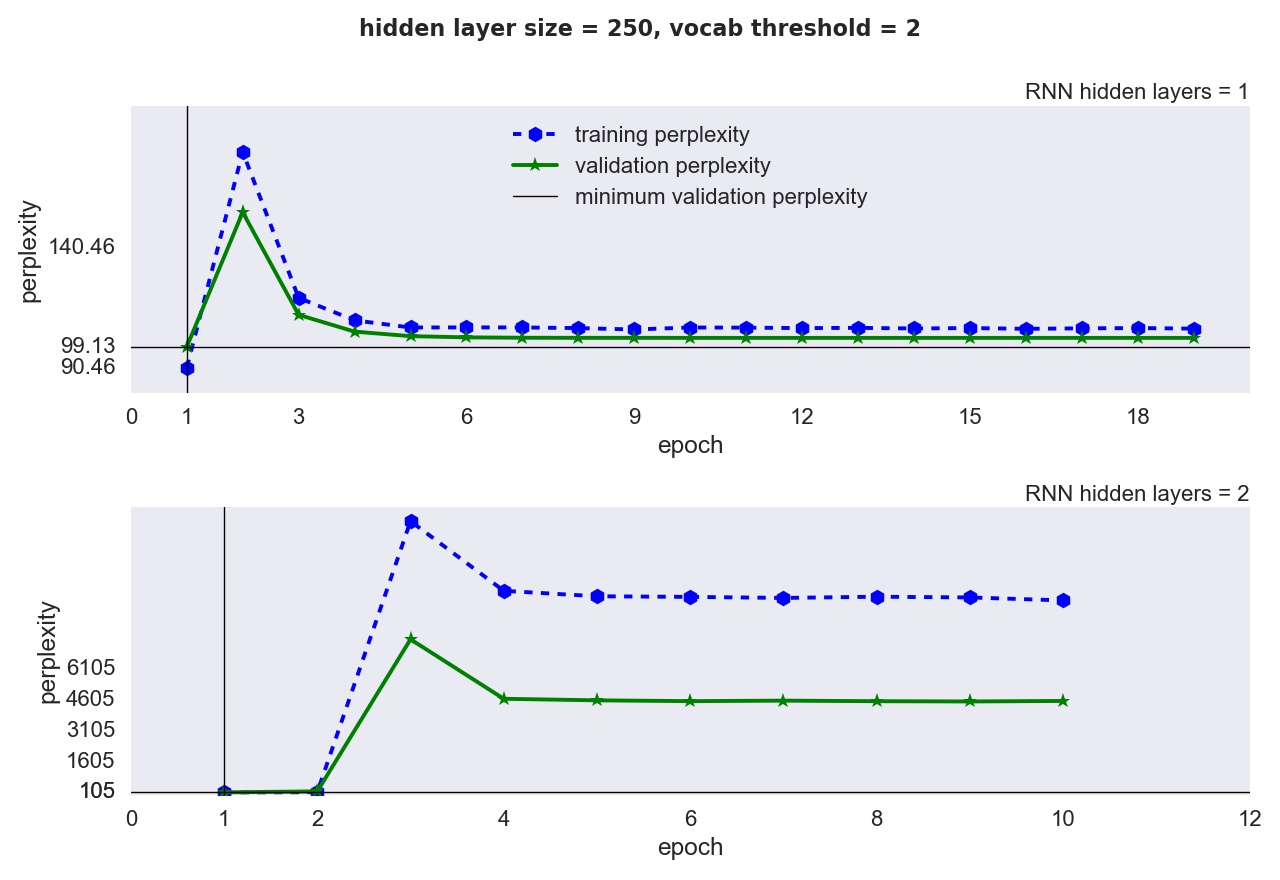 hidden layer size = 250, vocab threshold = 2
RNN hidden layers = 1
training perplexity
validation perplexity
minimum validation perplexity
perplexity
140.46
99.13
90.46
0 1 3 6 9 12 15 18
epoch
RNN hidden layers = 2
perplexity
6105
4605
3105
1605
105
0 1 2 4 6 8 10 12
epoch